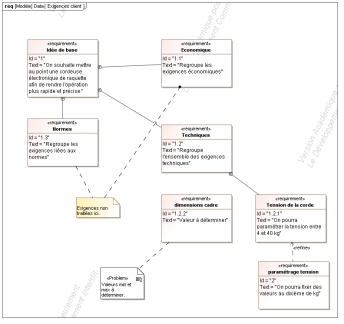 req [Modèle] Data [ Exigences client ]
«requirement»
Idée de base
Id = "1"
Text = "On souhaite mettre
au point une cordeuse
électronique de raquette
afin de rendre l'opération
plus rapide et précise."
«requirement»
Economique
Id = "1.1"
Text = "Regroupe les
exigences économiques"
«requirement»
Normes
Id = "1.3"
Text = "Regroupe les
exigences liées aux
normes"
«requirement»
Techniques
Id = "1.2"
Text = "Regroupe
l'ensemble des exigences
techniques"
Exigences non
traitées ici.
«requirement»
dimensions cadre
Id = "1.2.2"
Text = "Valeur à déterminer"
«requirement»
Tension de la corde
Id = "1.2.1"
Text = "On pourra
paramétrer la tension entre
4 et 40 kg"
«refine»
«requirement»
paramétrage tension
Id = "2"
Text = "On pourra fixer des
valeurs au dixième de kg"
«Problem»
Valeurs min et
max à
déterminer.